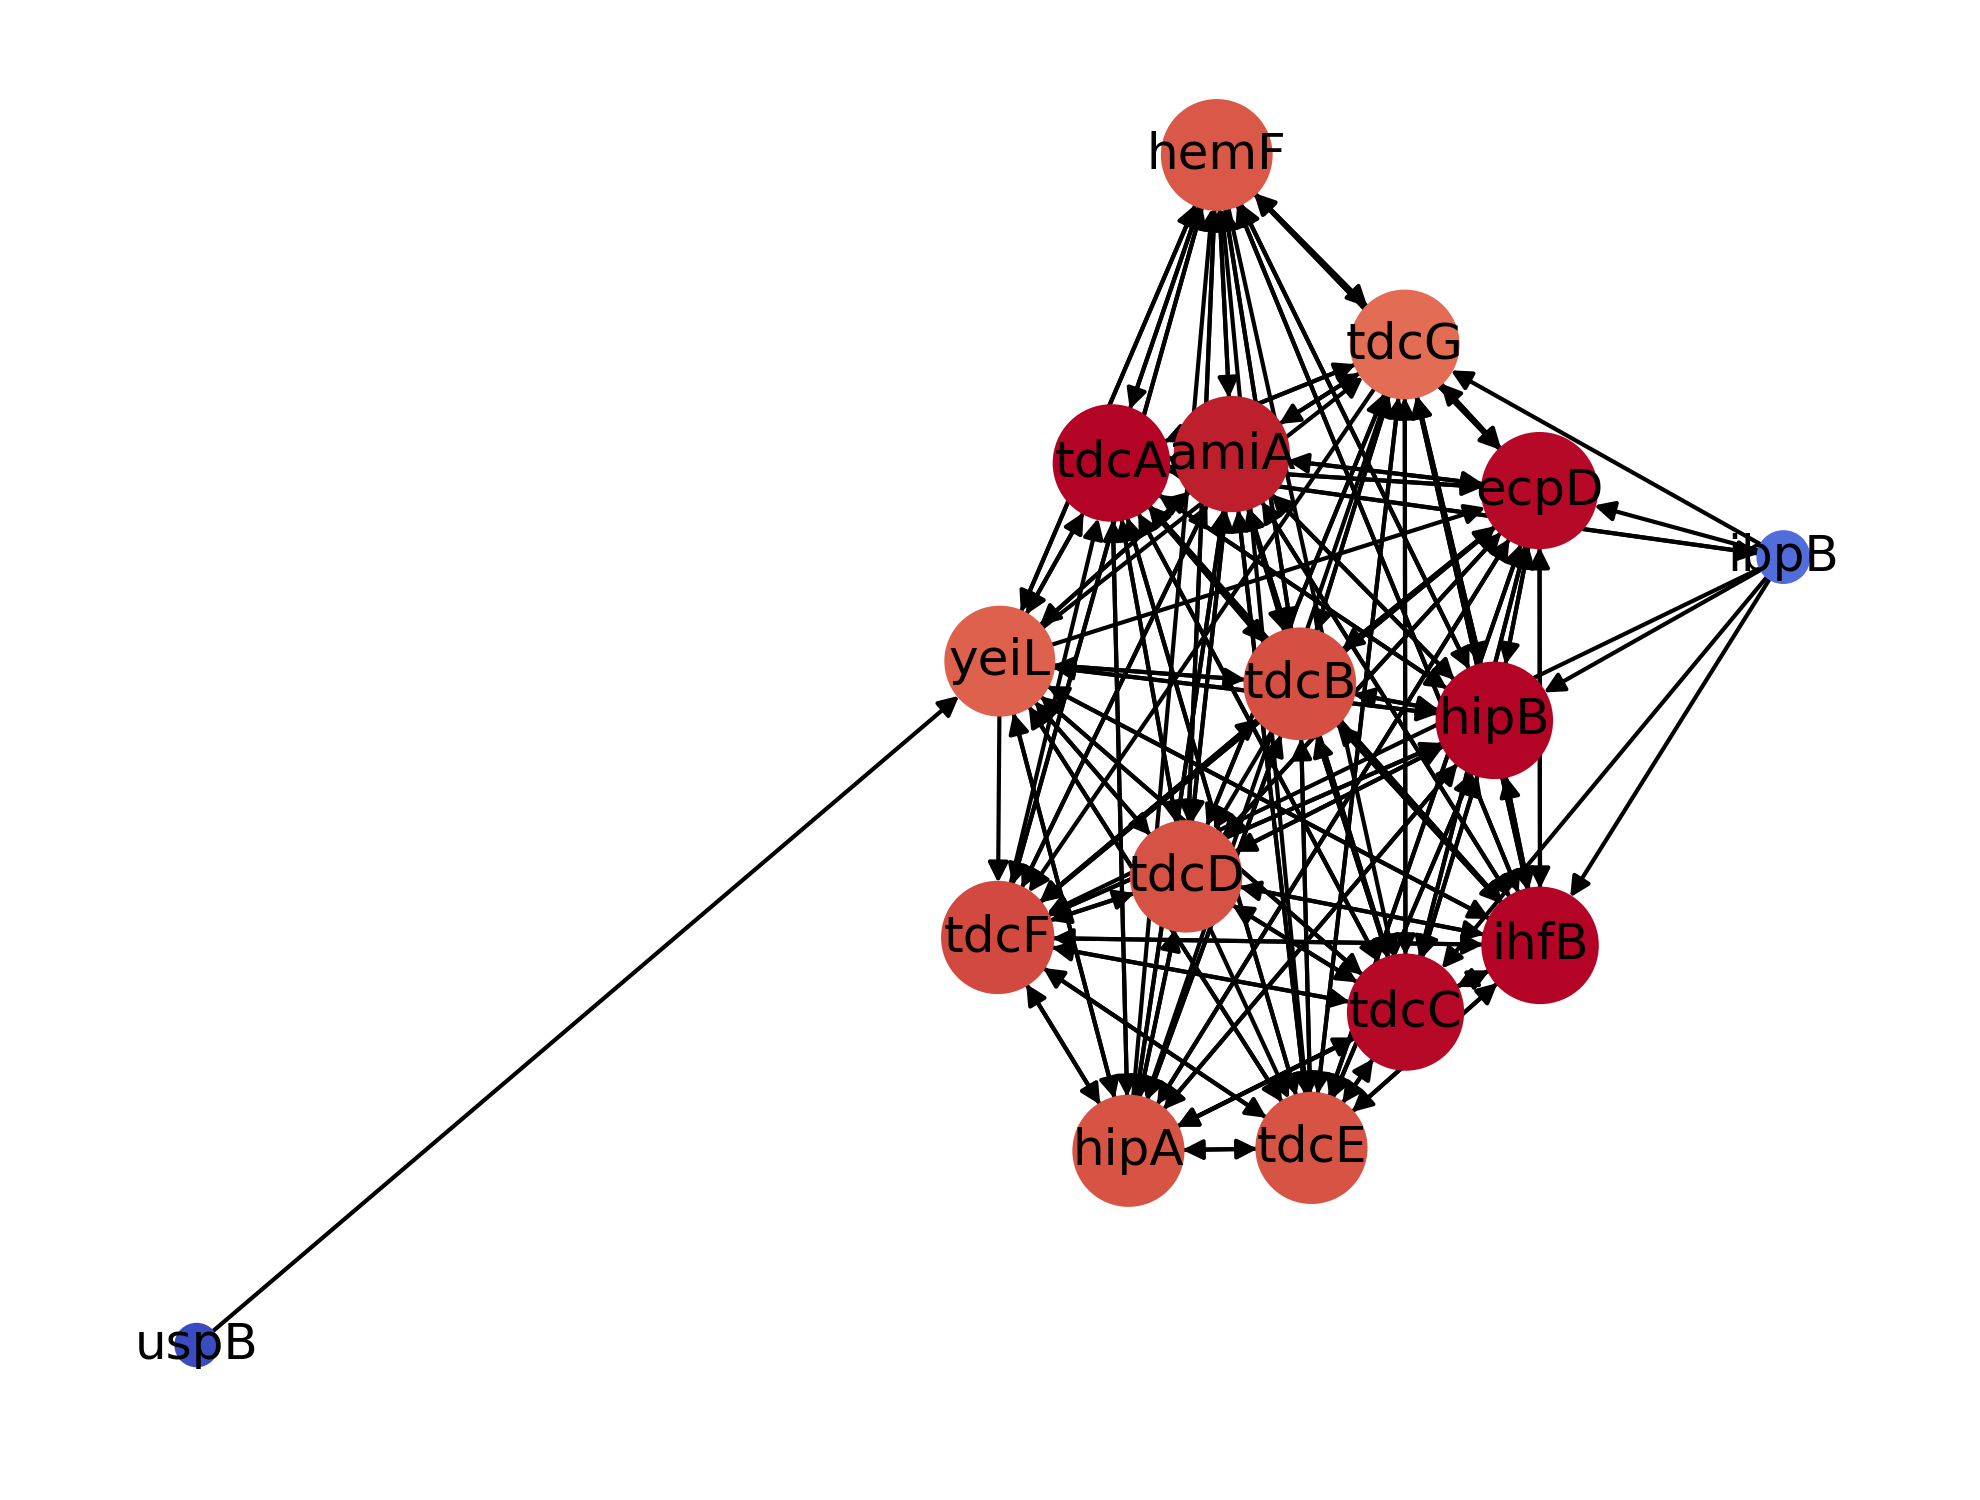 hemF
tdcG
tdcA
amiA
ecpD
ibpB
yeiL
tdcB
hipB
tdcD
tdcF
ihfB
tdcC
hipA
tdcE
uspB